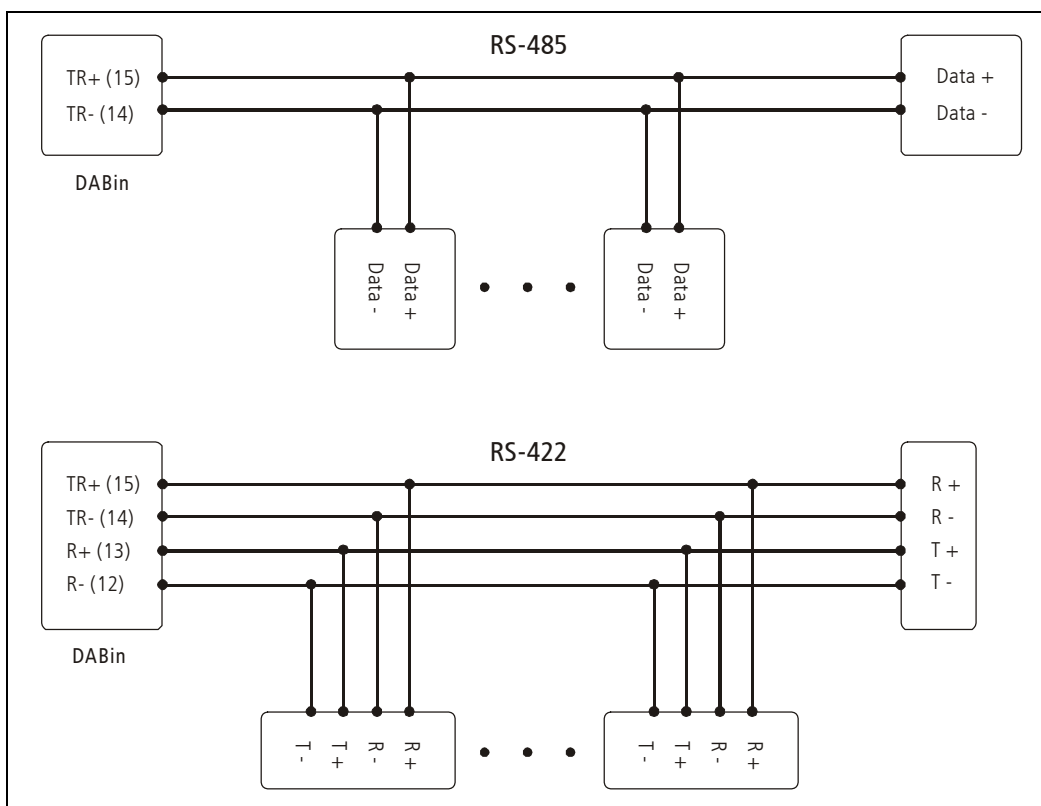 RS-485
TR+ (15)
TR- (14)
DABin
Data +
Data -
Data -
Data +
Data -
Data +
RS-422
TR+ (15)
TR- (14)
R+ (13)
R- (12)
DABin
R +
R -
T +
T -
T -
T +
R -
R +
T -
T +
R -
R +